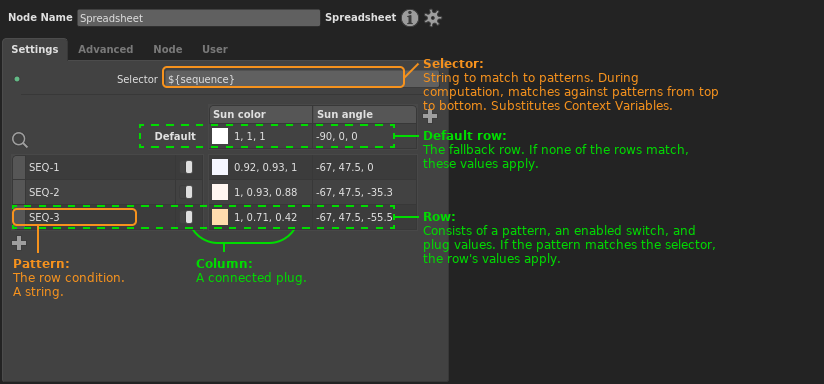 Node Name Spreadsheet Spreadsheet
Settings Advanced Node User
Selector ${sequence}
Selector:
String to match to patterns. During
computation, matches against patterns from top
to bottom. Substitutes Context Variables.
Sun color Sun angle
Default 1, 1, 1 -90, 0, 0
Default row:
The fallback row. If none of the rows match,
these values apply.
SEQ-1 0.92, 0.93, 1 -67, 47.5, 0
SEQ-2 1, 0.93, 0.88 -67, 47.5, -35.3
SEQ-3 1, 0.71, 0.42 -67, 47.5, -55.5
Row:
Consists of a pattern, an enabled switch, and
plug values. If the pattern matches the selector,
the row's values apply.
Pattern:
The row condition.
A string.
Column:
A connected plug.